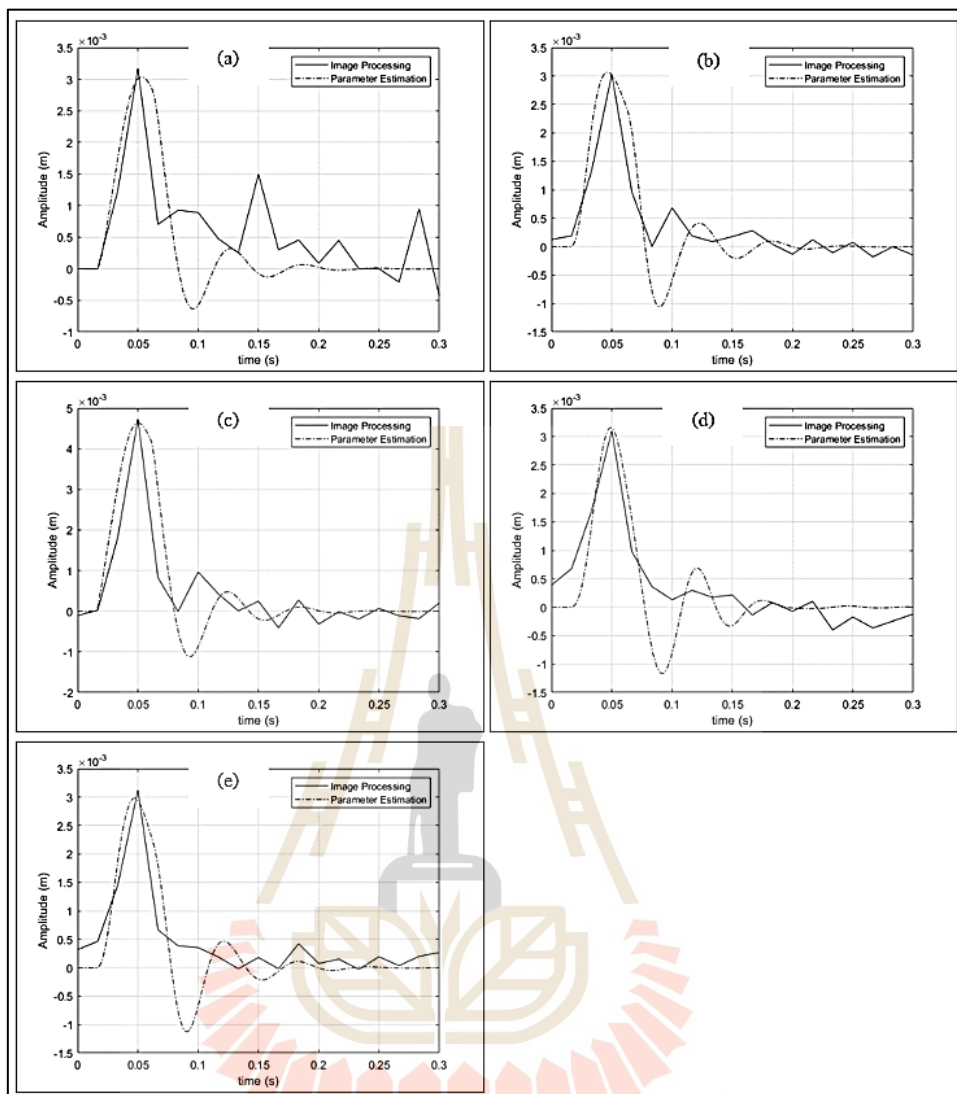 ×10⁻³
(a)
Image Processing
Parameter Estimation
3.5
3
2.5
2
1.5
1
0.5
0
-0.5
-1
Amplitude (m)
0 0.05 0.1 0.15 0.2 0.25 0.3
time (s)
×10⁻³
(b)
Image Processing
Parameter Estimation
3.5
3
2.5
2
1.5
1
0.5
0
-0.5
-1
-1.5
Amplitude (m)
0 0.05 0.1 0.15 0.2 0.25 0.3
time (s)
×10⁻³
(c)
Image Processing
Parameter Estimation
5
4
3
2
1
0
-1
-2
Amplitude (m)
0 0.05 0.1 0.15 0.2 0.25 0.3
time (s)
×10⁻³
(d)
Image Processing
Parameter Estimation
3.5
3
2.5
2
1.5
1
0.5
0
-0.5
-1
-1.5
Amplitude (m)
0 0.05 0.1 0.15 0.2 0.25 0.3
time (s)
×10⁻³
(e)
Image Processing
Parameter Estimation
3.5
3
2.5
2
1.5
1
0.5
0
-0.5
-1
-1.5
Amplitude (m)
0 0.05 0.1 0.15 0.2 0.25 0.3
time (s)